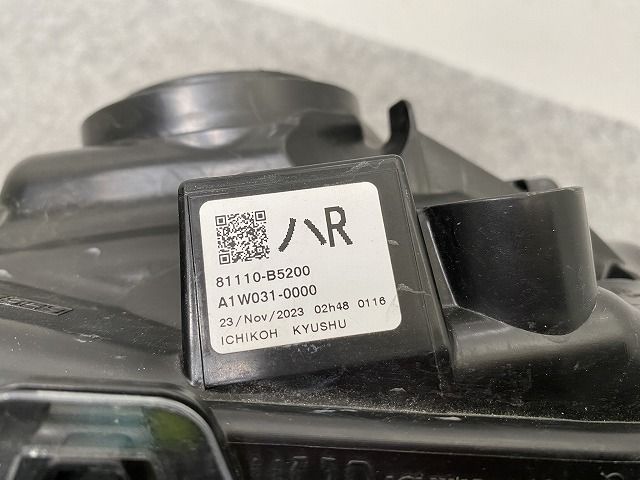 ハR
81110-B5200
A1W031-0000
23/Nov/2023 02h48 0116
ICHIKOH KYUSHU